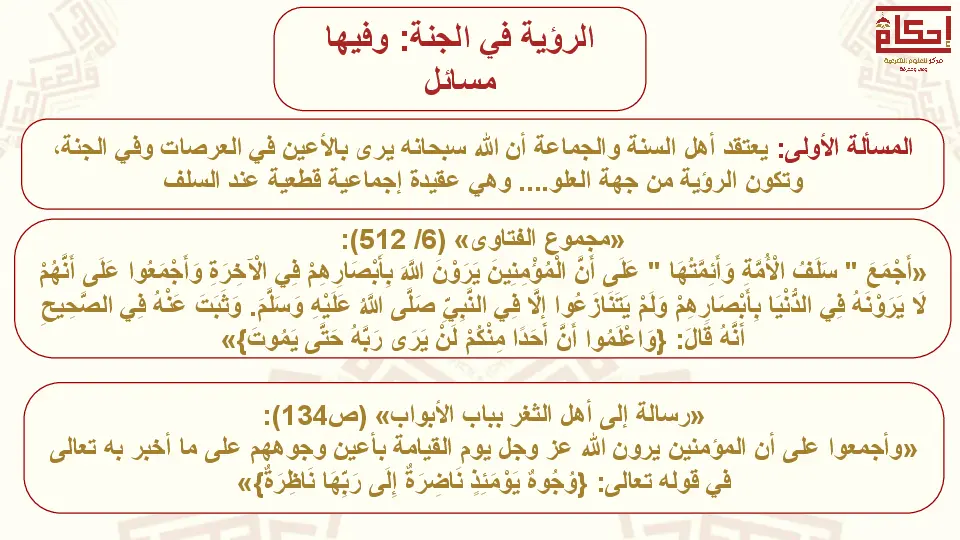 إحكام
مركز للعلوم الشرعية
وعي ومعرفة
الرؤية في الجنة: وفيها
مسائل
المسألة الأولى: يعتقد أهل السنة والجماعة أن الله سبحانه يرى بالأعين في العرصات وفي الجنة،
وتكون الرؤية من جهة العلو.... وهي عقيدة إجماعية قطعية عند السلف
«مجموع الفتاوى» (6/ 512):
«أَجْمَعَ " سَلَفُ الْأُمَّةِ وَأَئِمَّتُهَا " عَلَى أَنَّ الْمُؤْمِنِينَ يَرَوْنَ اللَّهَ بِأَبْصَارِهِمْ فِي الْآخِرَةِ وَأَجْمَعُوا عَلَى أَنَّهُمْ
لَا يَرَوْنَهُ فِي الدُّنْيَا بِأَبْصَارِهِمْ وَلَمْ يَتَنَازَعُوا إلَّا فِي النَّبِيِّ صَلَّى اللَّهُ عَلَيْهِ وَسَلَّمَ. وَثَبَتَ عَنْهُ فِي الصَّحِيحِ
أَنَّهُ قَالَ: {وَاعْلَمُوا أَنَّ أَحَدًا مِنْكُمْ لَنْ يَرَى رَبَّهُ حَتَّى يَمُوتَ}»
«رسالة إلى أهل الثغر بباب الأبواب» (ص134):
«وأجمعوا على أن المؤمنين يرون الله عز وجل يوم القيامة بأعين وجوههم على ما أخبر به تعالى
في قوله تعالى: {وُجُوهٌ يَوْمَئِذٍ نَاضِرَةٌ إِلَى رَبِّهَا نَاظِرَةٌ}»